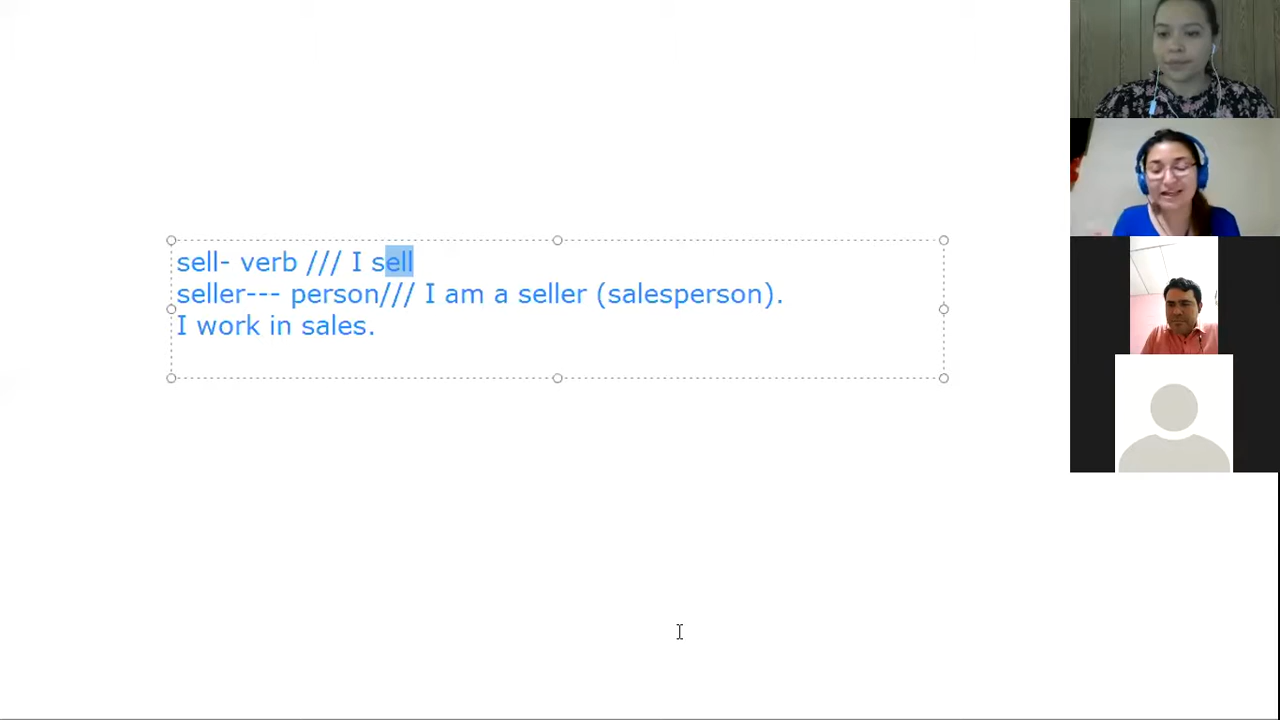 sell- verb /// I sell
seller--- person/// I am a seller (salesperson).
I work in sales.